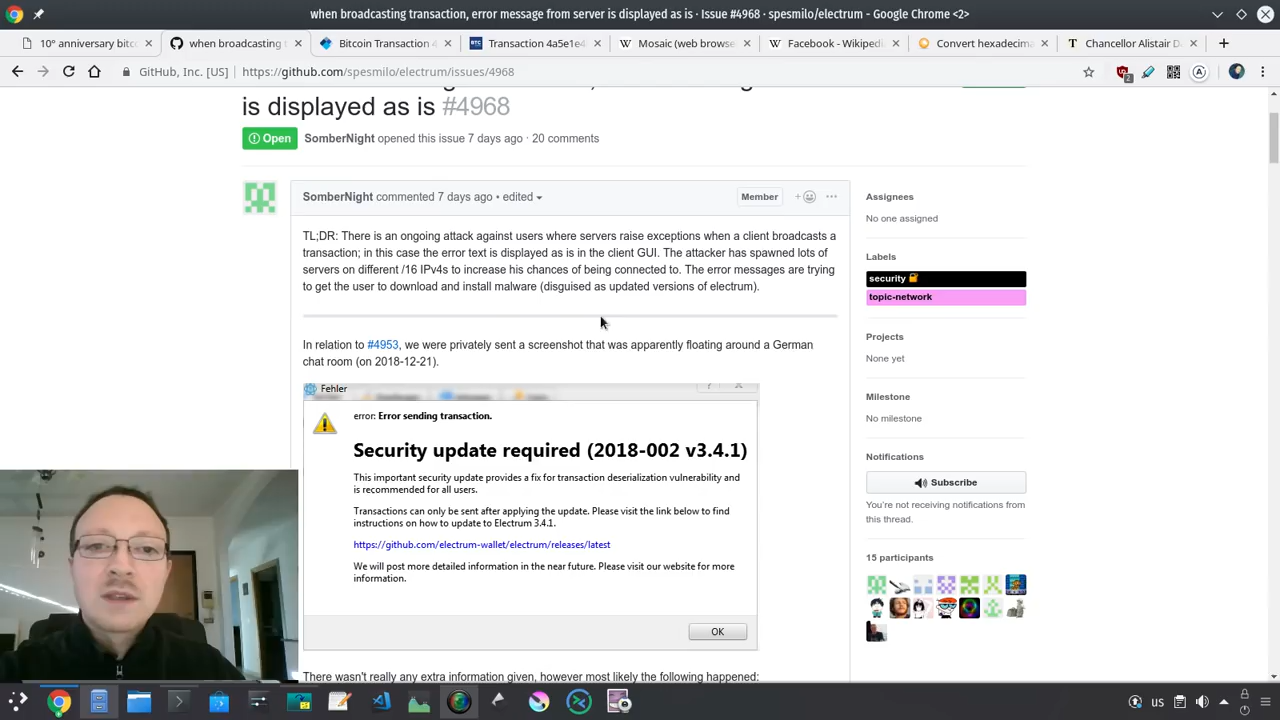 when broadcasting transaction, error message from server is displayed as is · Issue #4968 · spesmilo/electrum - Google Chrome <2>
10° anniversary bitc
when broadcasting
Bitcoin Transaction 4
Transaction 4a5e1e4
Mosaic (web browse
Facebook - Wikiped
Convert hexadecim
Chancellor Alistair D
GitHub, Inc. [US]
https://github.com/spesmilo/electrum/issues/4968
2
is displayed as is #4968
Open
SomberNight opened this issue 7 days ago · 20 comments
SomberNight commented 7 days ago • edited
Member
TL;DR: There is an ongoing attack against users where servers raise exceptions when a client broadcasts a
transaction; in this case the error text is displayed as is in the client GUI. The attacker has spawned lots of
servers on different /16 IPv4s to increase his chances of being connected to. The error messages are trying
to get the user to download and install malware (disguised as updated versions of electrum).
In relation to #4953, we were privately sent a screenshot that was apparently floating around a German
chat room (on 2018-12-21).
Fehler
error: Error sending transaction.
Security update required (2018-002 v3.4.1)
This important security update provides a fix for transaction deserialization vulnerability and
is recommended for all users.
Transactions can only be sent after applying the update. Please visit the link below to find
instructions on how to update to Electrum 3.4.1.
https://github.com/electrum-wallet/electrum/releases/latest
We will post more detailed information in the near future. Please visit our website for more
information.
OK
There wasn't really any extra information given, however most likely the following happened:
Assignees
No one assigned
Labels
security
topic-network
Projects
None yet
Milestone
No milestone
Notifications
Subscribe
You're not receiving notifications
from this thread.
15 participants
us